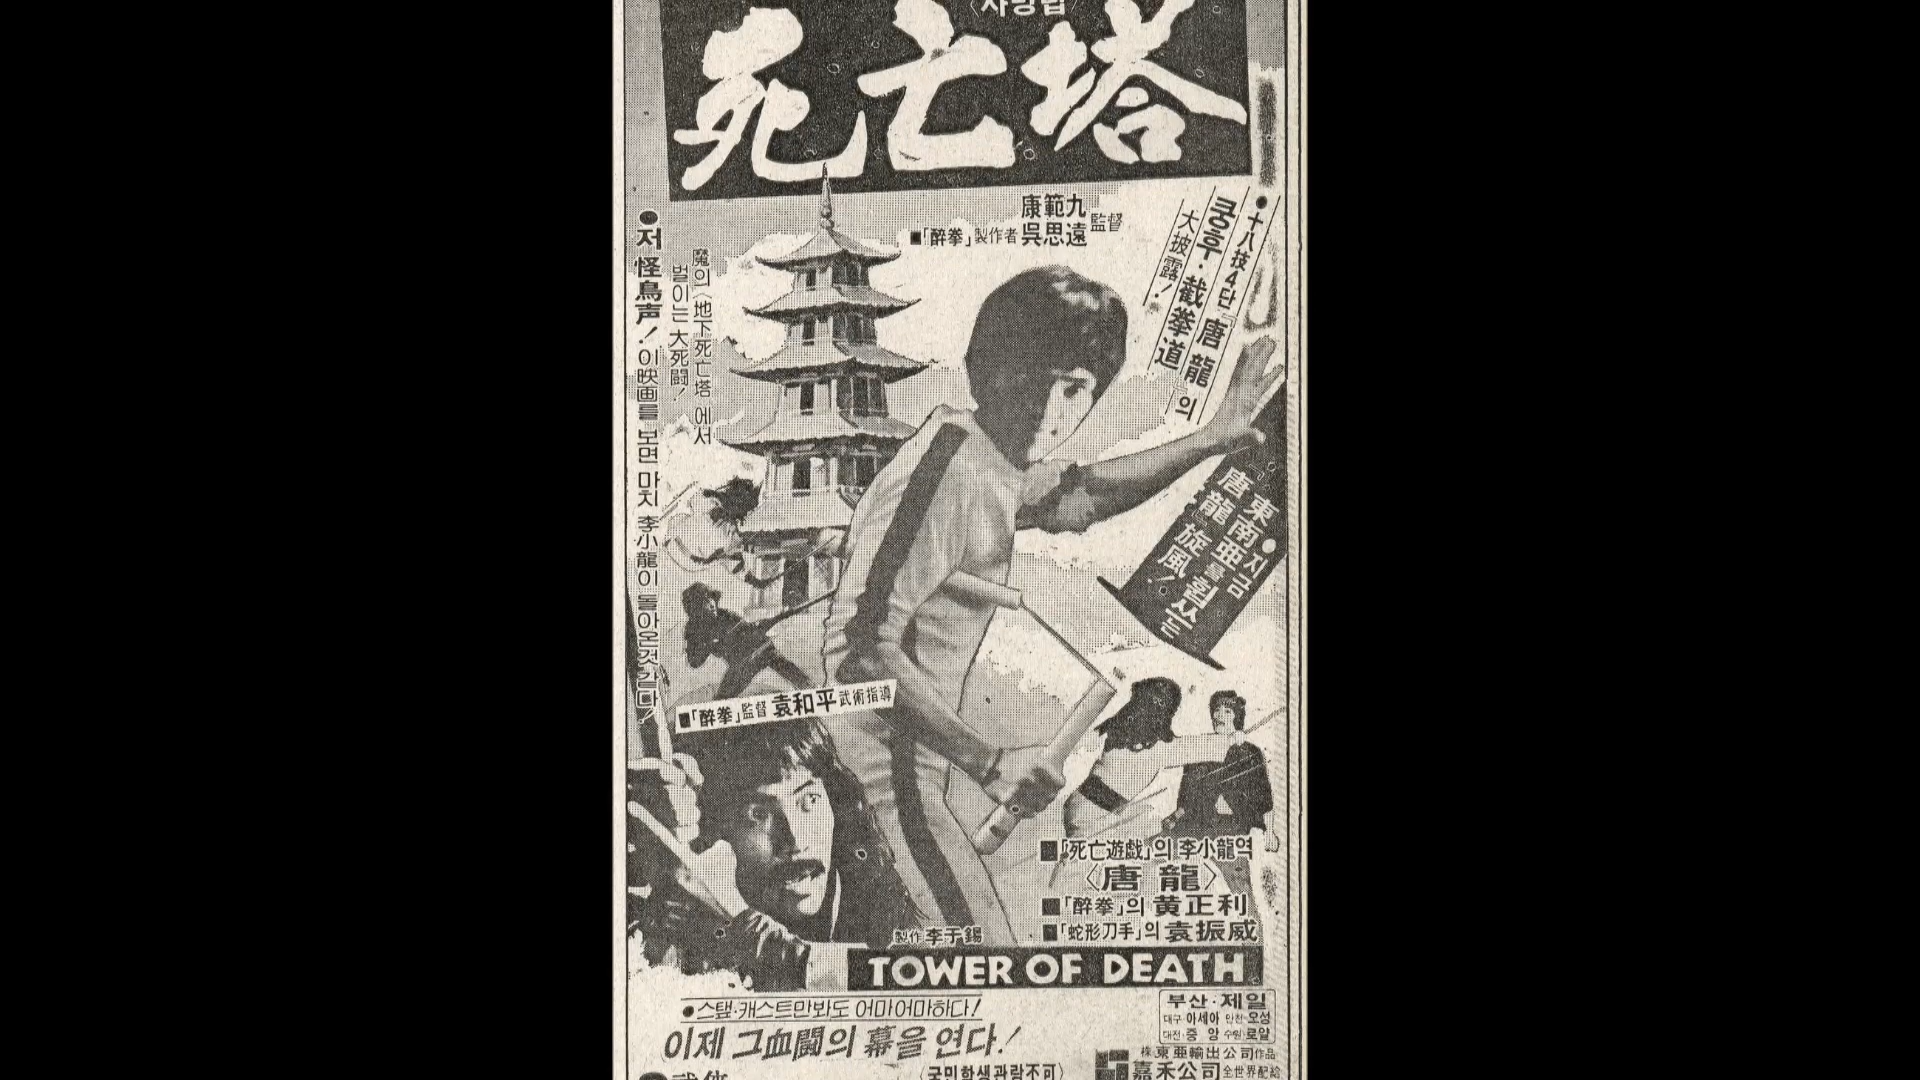 〈사망탑〉
死亡塔
康範九
■「醉拳」製作者 呉思遠 監督
●十八技4단『唐龍』의
쿵후·截拳道
大披露!
●저 怪鳥声! 이 映画를 보면 마치 李小龍이 돌아온것 같다!
魔의〈地下死亡塔〉에서
벌이는 大死闘!
●지금
東南亜를 휩쓰는
唐龍 旋風!
■「醉拳」監督 袁和平 武術指導
■「死亡遊戯」의 李小龍역
〈唐龍〉
■「醉拳」의 黄正利
■「蛇形刀手」의 袁振威
製作 李于錫
TOWER OF DEATH
●스탭·캐스트만봐도 어마어마하다!
이제 그血闘의 幕을 연다!
부산·제일
대구·아세아 인천·오성
대전·중앙 수원·로얄
株 東亜輸出公司作品
嘉禾公司 全世界配給
〈국민학생관람不可〉
●武侠